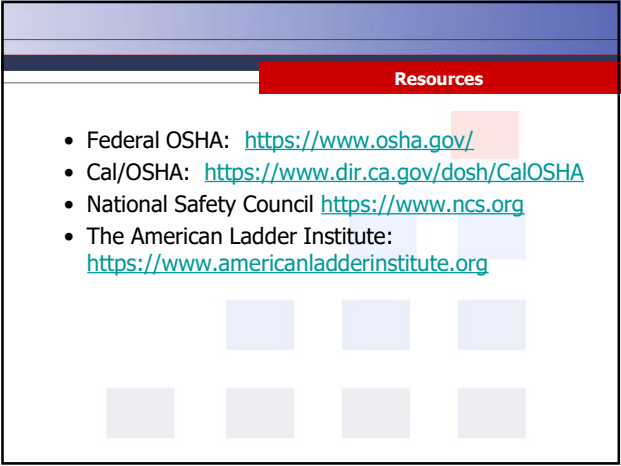 Resources
• Federal OSHA: https://www.osha.gov/
• Cal/OSHA: https://www.dir.ca.gov/dosh/CalOSHA
• National Safety Council https://www.ncs.org
• The American Ladder Institute:
https://www.americanladderinstitute.org